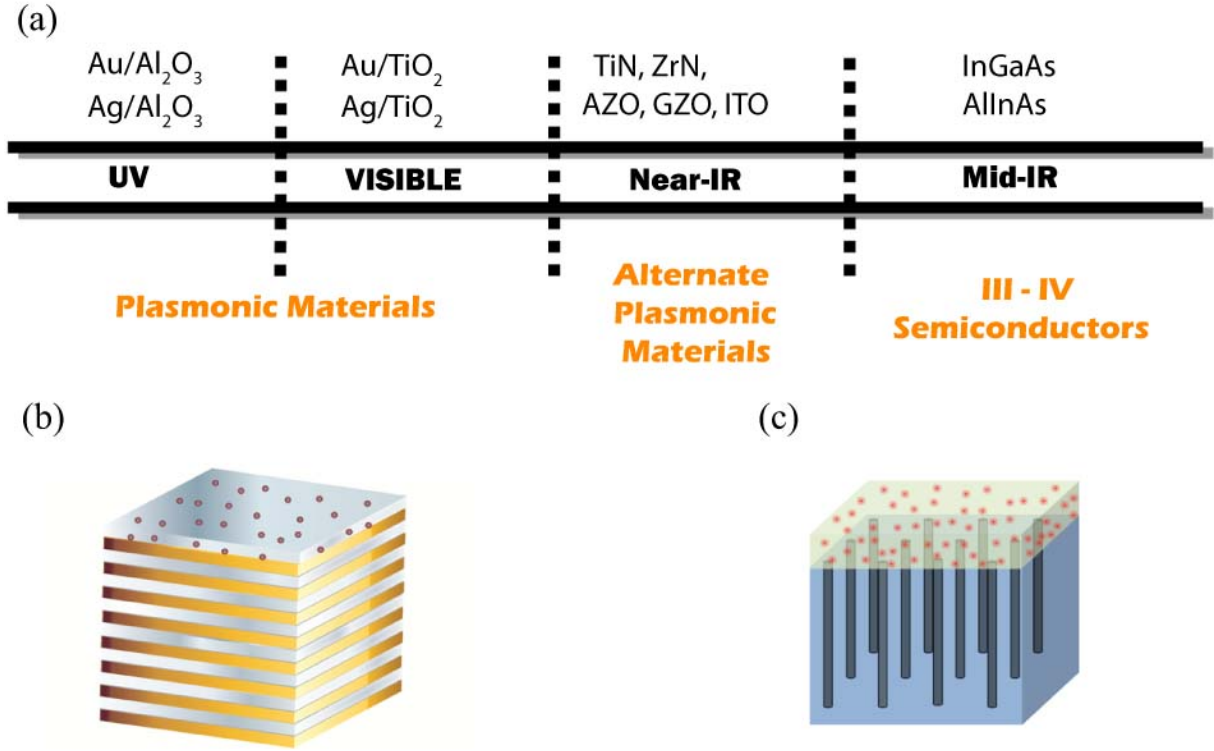 (a)
Au/Al₂O₃ Au/TiO₂ TiN, ZrN, InGaAs
Ag/Al₂O₃ Ag/TiO₂ AZO, GZO, ITO AlInAs
UV VISIBLE Near-IR Mid-IR
Plasmonic Materials
Alternate
Plasmonic
Materials
III - IV
Semiconductors
(b)
(c)